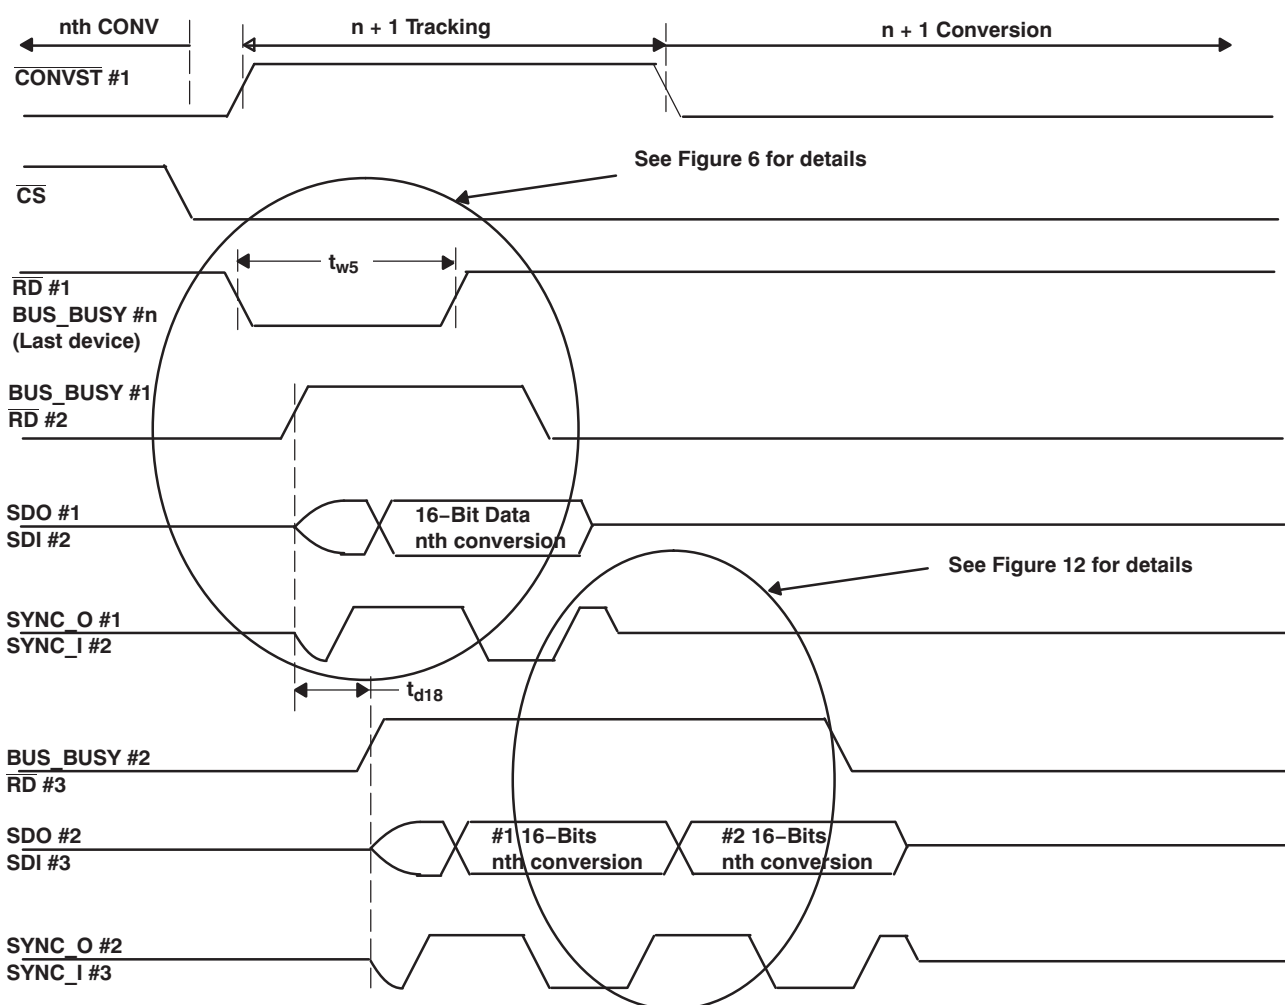 nth CONV
n + 1 Tracking
n + 1 Conversion
CONVST #1
See Figure 6 for details
CS
tw5
RD #1
BUS_BUSY #n
(Last device)
BUS_BUSY #1
RD #2
SDO #1
SDI #2
16−Bit Data
nth conversion
See Figure 12 for details
SYNC_O #1
SYNC_I #2
td18
BUS_BUSY #2
RD #3
SDO #2
SDI #3
#1 16−Bits
nth conversion
#2 16−Bits
nth conversion
SYNC_O #2
SYNC_I #3